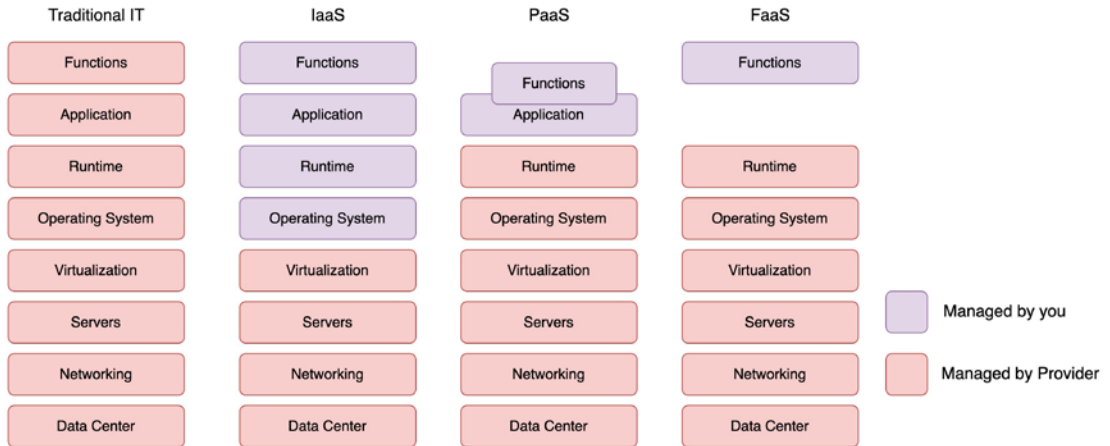 Traditional IT
IaaS
PaaS
FaaS
Functions
Functions
Functions
Functions
Application
Application
Application
Runtime
Runtime
Runtime
Runtime
Operating System
Operating System
Operating System
Operating System
Virtualization
Virtualization
Virtualization
Virtualization
Servers
Servers
Servers
Servers
Networking
Networking
Networking
Networking
Data Center
Data Center
Data Center
Data Center
Managed by you
Managed by Provider